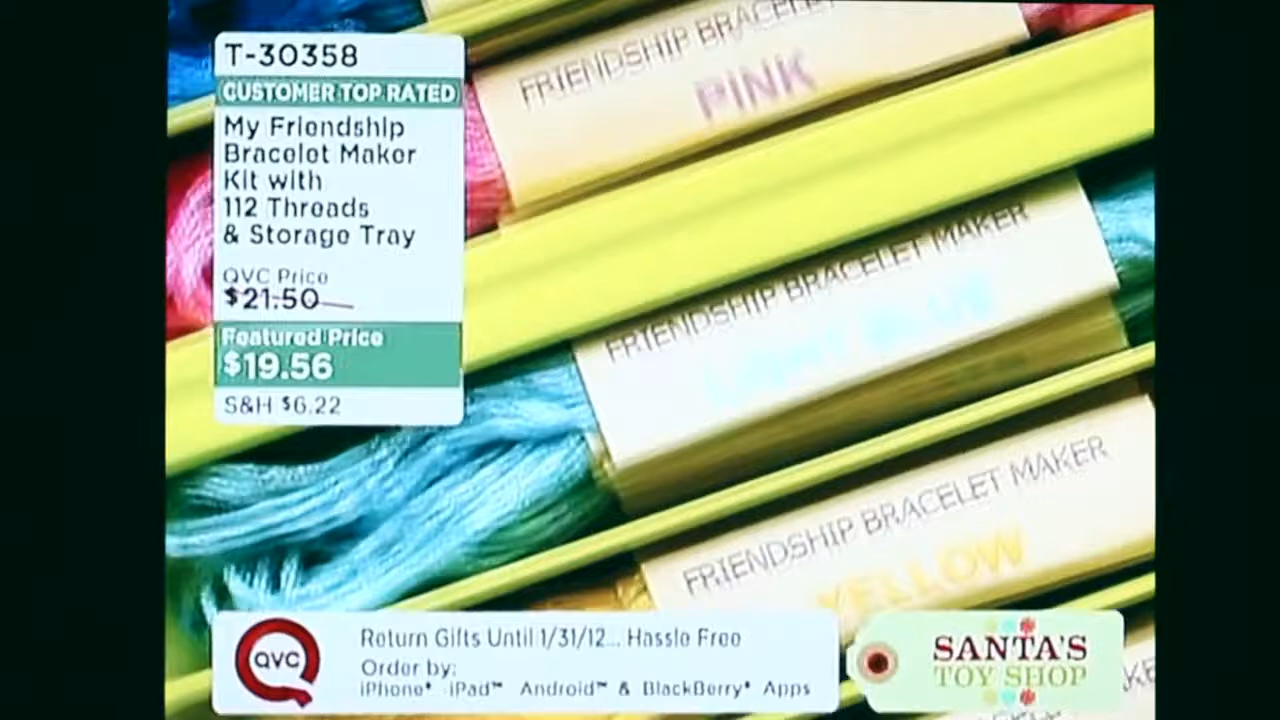 T-30358
CUSTOMER TOP RATED
My Friendship
Bracelet Maker
Kit with
112 Threads
& Storage Tray
QVC Price
$21.50
Featured Price
$19.56
S&H $6.22
FRIENDSHIP BRACELET
PINK
FRIENDSHIP BRACELET MAKER
FRIENDSHIP BRACELET MAKER
YELLOW
QVC
Return Gifts Until 1/31/12... Hassle Free
Order by:
iPhone® iPad™ Android™ & BlackBerry® Apps
SANTA'S
TOY SHOP